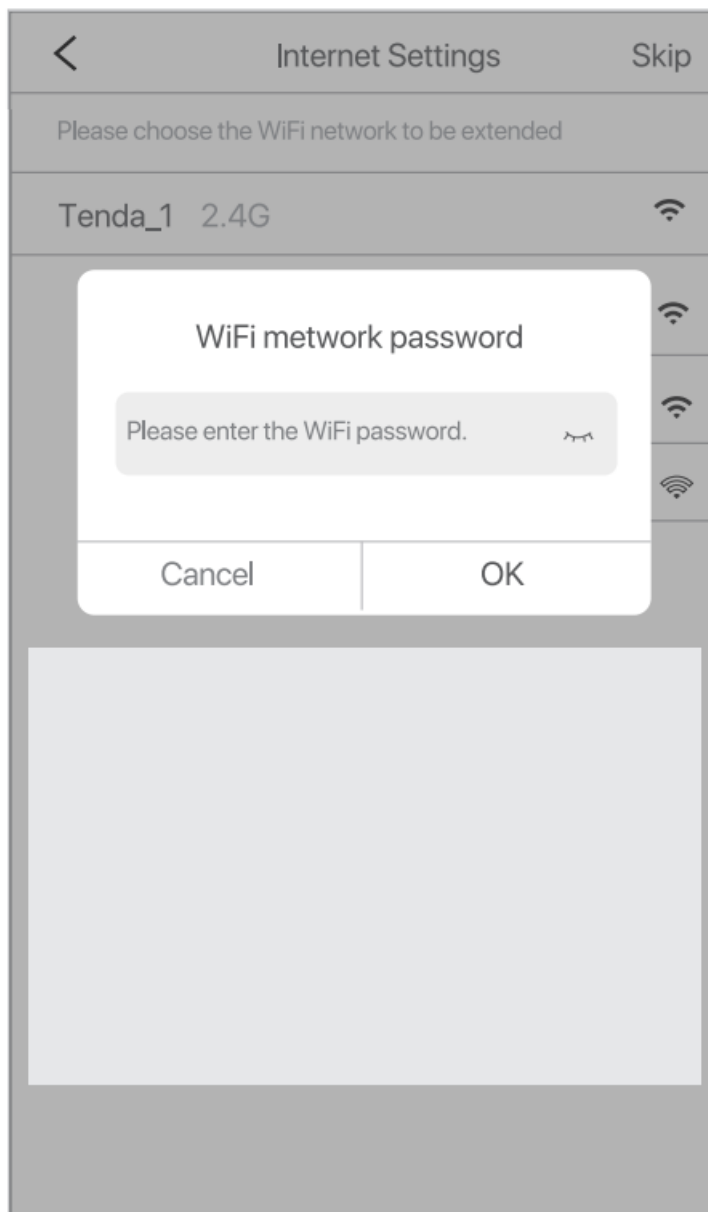 Internet Settings Skip
Please choose the WiFi network to be extended
Tenda_1 2.4G
WiFi metwork password
Please enter the WiFi password.
Cancel OK